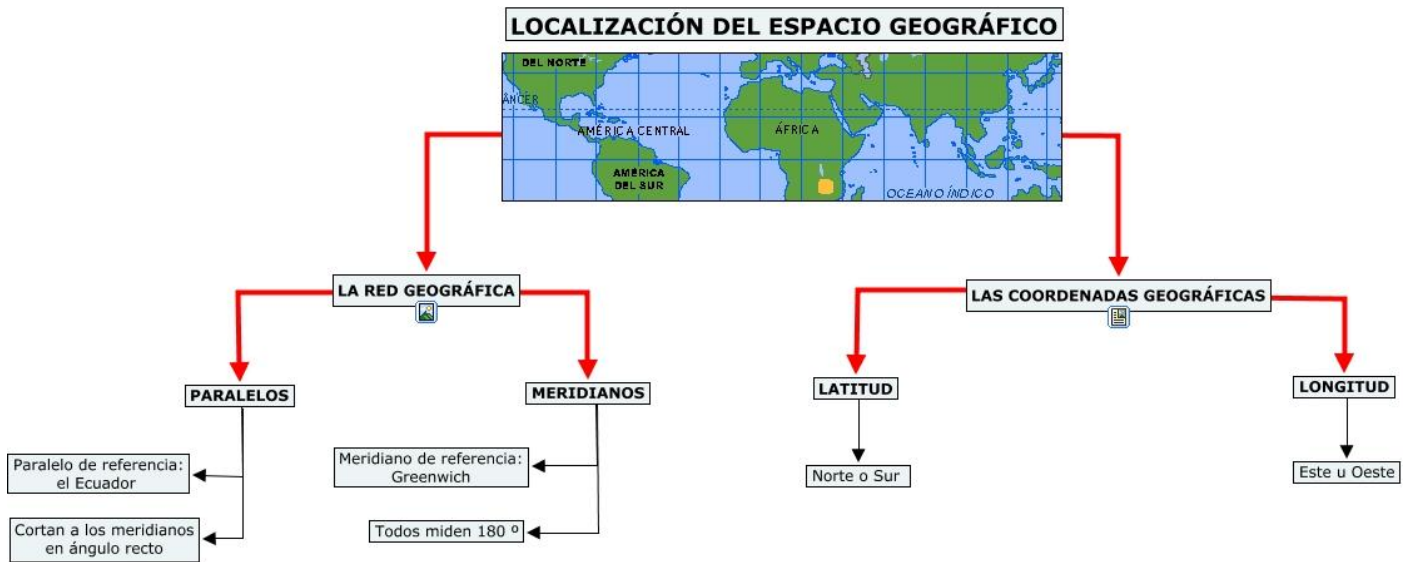 LOCALIZACIÓN DEL ESPACIO GEOGRÁFICO
DEL NORTE
ÁNCER
AMÉRICA CENTRAL
ÁFRICA
AMÉRICA
DEL SUR
OCEANO ÍNDICO
LA RED GEOGRÁFICA
LAS COORDENADAS GEOGRÁFICAS
PARALELOS
MERIDIANOS
LATITUD
LONGITUD
Paralelo de referencia:
el Ecuador
Meridiano de referencia:
Greenwich
Norte o Sur
Este u Oeste
Cortan a los meridianos
en ángulo recto
Todos miden 180 º